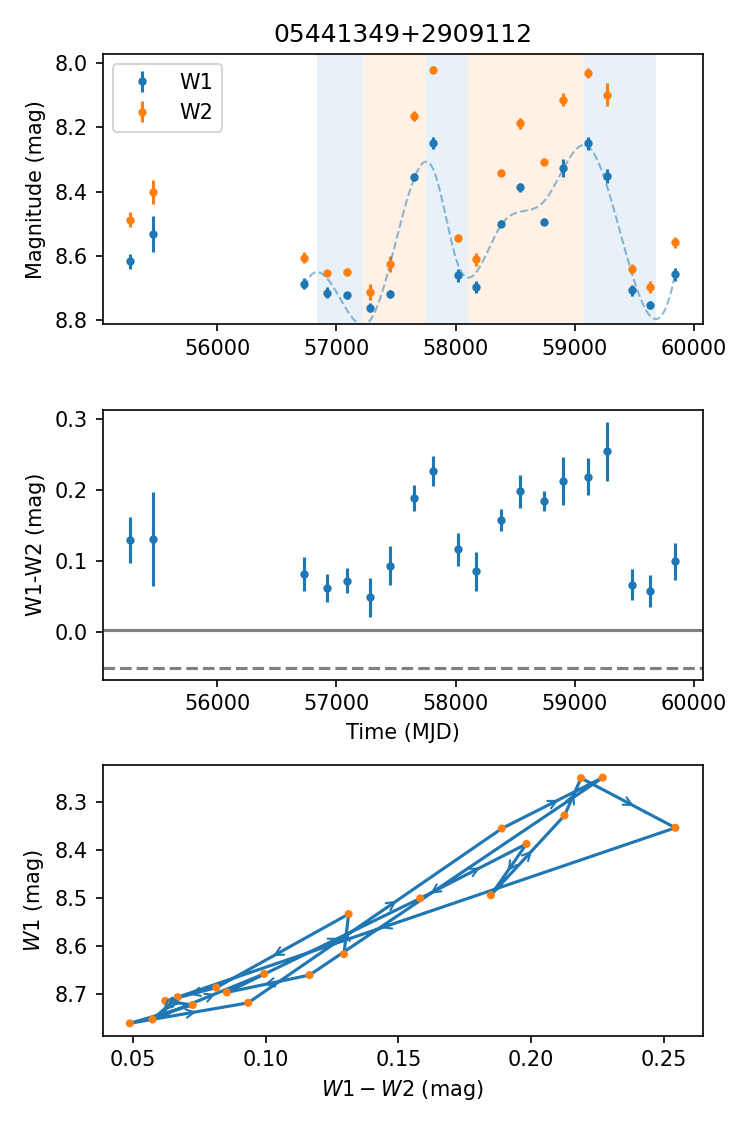 05441349+2909112
8.0
8.2
8.4
8.6
8.8
Magnitude (mag)
W1
W2
56000 57000 58000 59000 60000
0.3
0.2
0.1
0.0
W1-W2 (mag)
56000 57000 58000 59000 60000
Time (MJD)
8.3
8.4
8.5
8.6
8.7
W1 (mag)
0.05 0.10 0.15 0.20 0.25
W1 − W2 (mag)